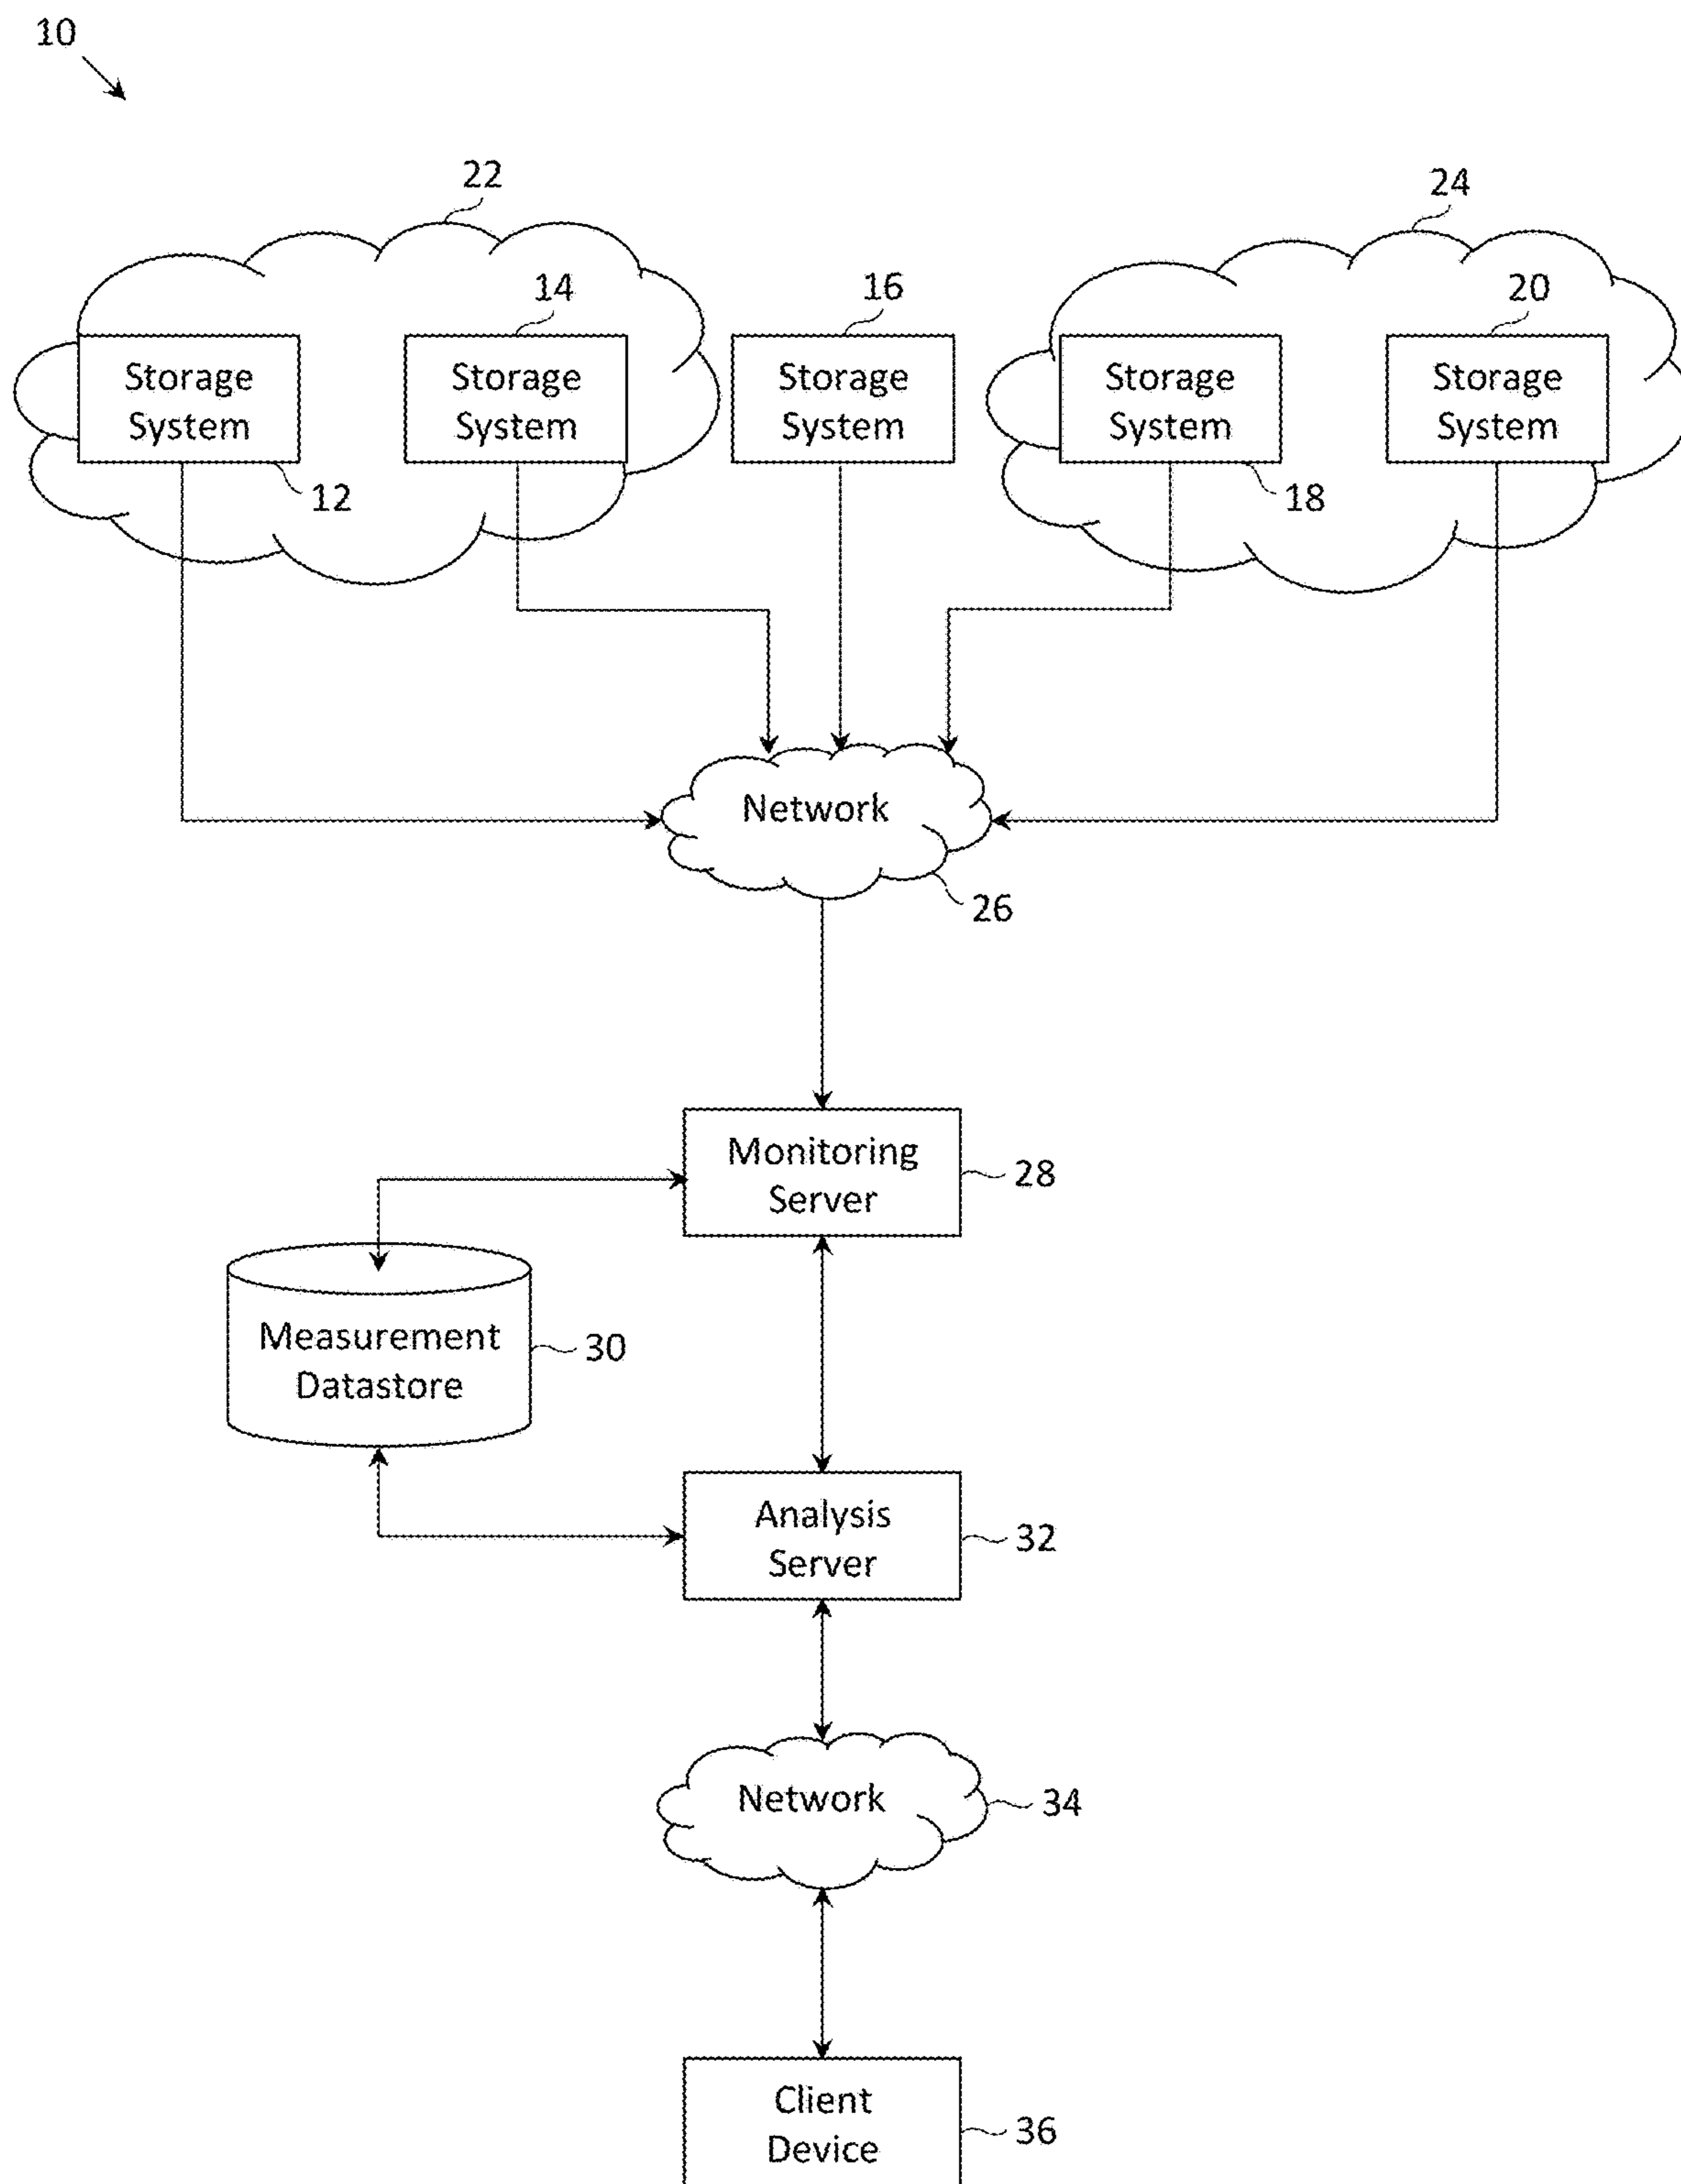 10
22
24
14
16
20
Storage
System
Storage
System
Storage
System
Storage
System
Storage
System
12
18
Network
26
Monitoring
Server
28
Measurement
Datastore
30
Analysis
Server
32
Network
34
Client
Device
36